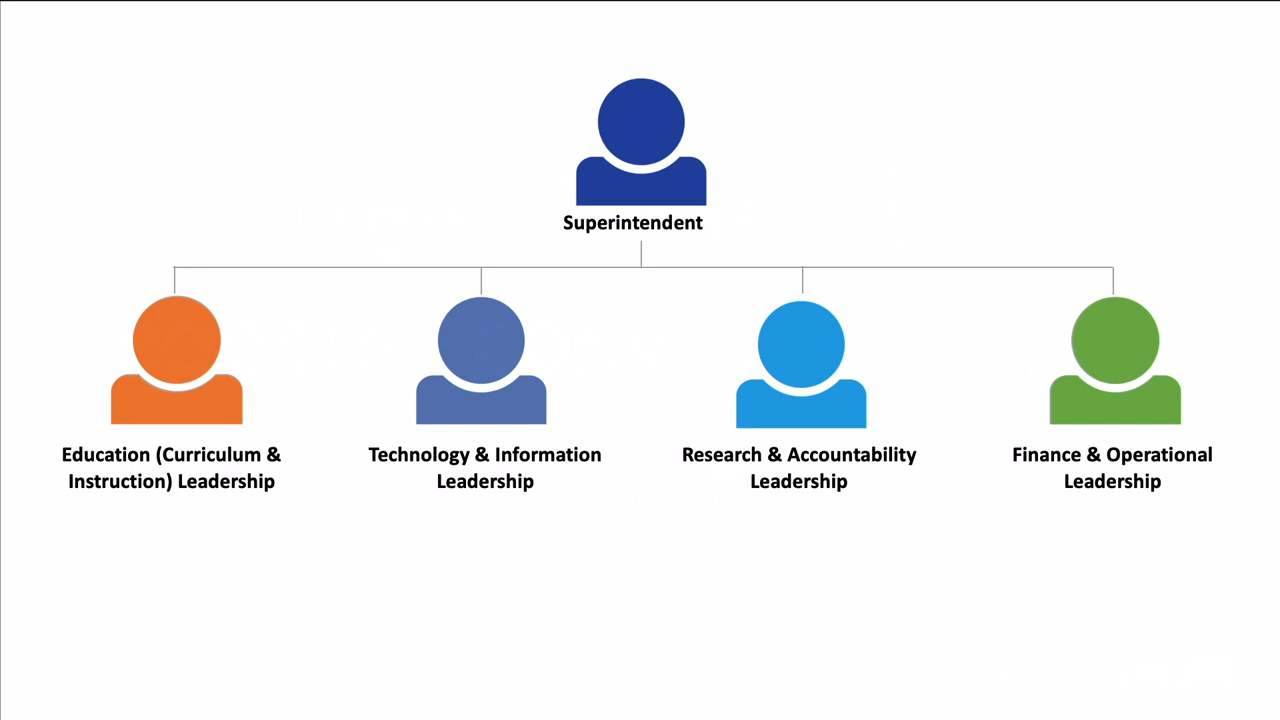 Superintendent
Education (Curriculum &
Instruction) Leadership
Technology & Information
Leadership
Research & Accountability
Leadership
Finance & Operational
Leadership